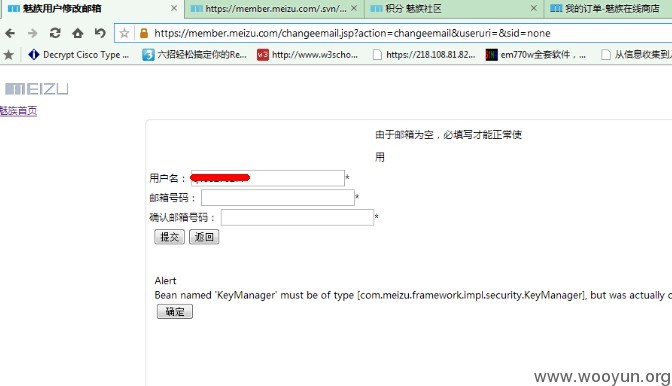 魅族用户修改邮箱
https://member.meizu.com/.svn/...
积分 魅族社区
我的订单-魅族在线商店
https://member.meizu.com/changeemail.jsp?action=changeemail&useruri=&sid=none
Decrypt Cisco Type ...
六招轻松搞定你的Re...
http://www.w3scho...
https://218.108.81.82...
em770w全套软件,...
从信息收集到入
MEIZU
魅族首页
由于邮箱为空，必填写才能正常使
用
用户名： *
邮箱号码： *
确认邮箱号码： *
提交 返回
Alert
Bean named 'KeyManager' must be of type [com.meizu.framework.impl.security.KeyManager], but was actually o
确定
www.wooyun.org